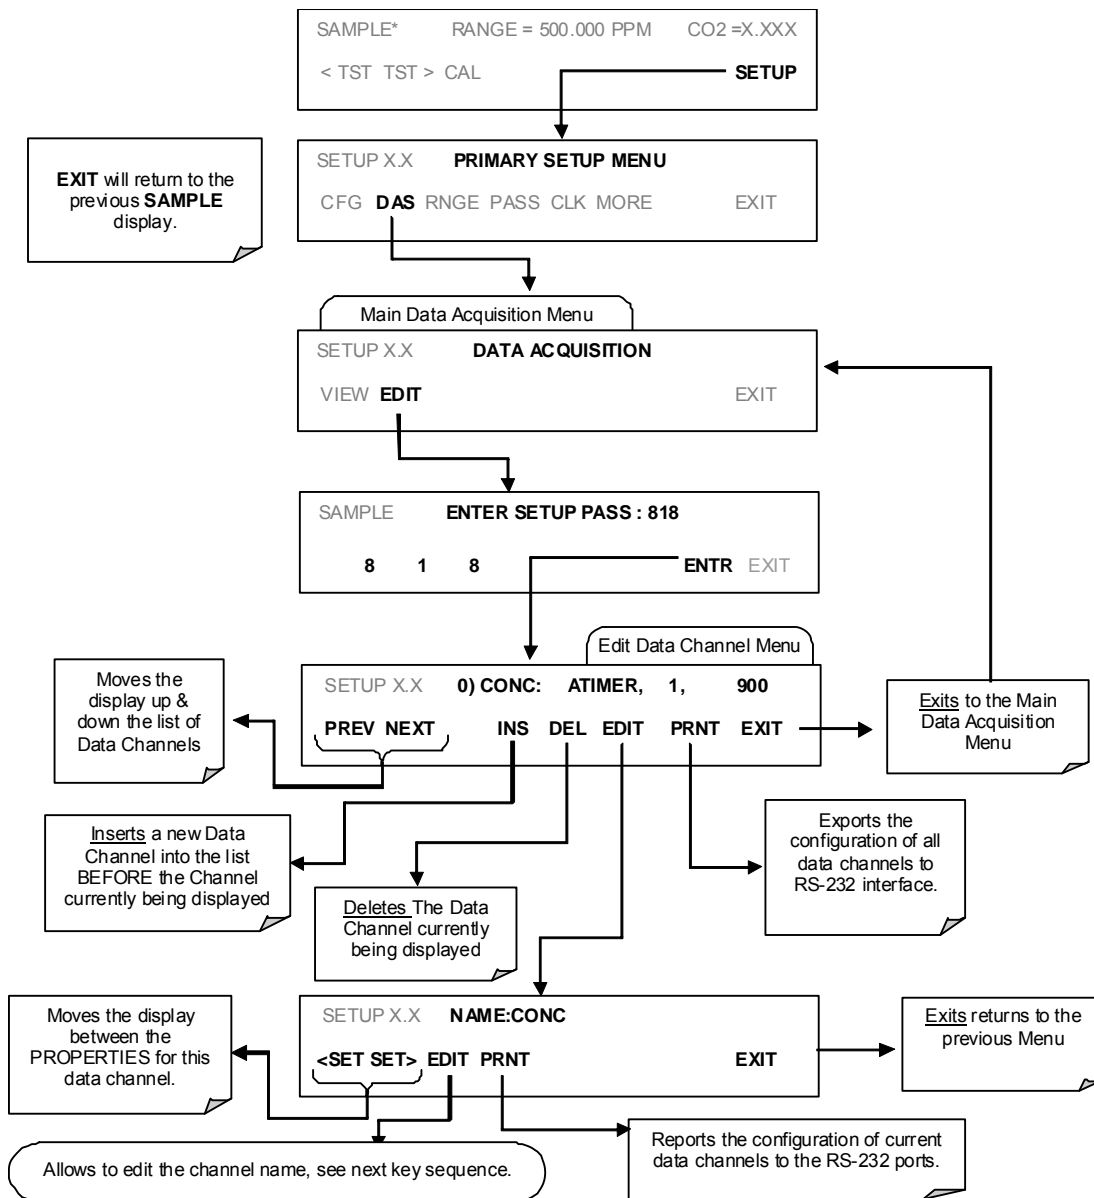 SAMPLE* RANGE = 500.000 PPM CO2 =X.XXX
< TST TST > CAL SETUP
EXIT will return to the
previous SAMPLE
display.
SETUP X.X PRIMARY SETUP MENU
CFG DAS RNGE PASS CLK MORE EXIT
Main Data Acquisition Menu
SETUP X.X DATA ACQUISITION
VIEW EDIT EXIT
SAMPLE ENTER SETUP PASS : 818
8 1 8 ENTR EXIT
Edit Data Channel Menu
Moves the
display up &
down the list of
Data Channels
SETUP X.X 0) CONC: ATIMER, 1, 900
PREV NEXT INS DEL EDIT PRNT EXIT
Exits to the Main
Data Acquisition
Menu
Inserts a new Data
Channel into the list
BEFORE the Channel
currently being displayed
Deletes The Data
Channel currently
being displayed
Exports the
configuration of all
data channels to
RS-232 interface.
Moves the display
between the
PROPERTIES for this
data channel.
SETUP X.X NAME:CONC
<SET SET> EDIT PRNT EXIT
Exits returns to the
previous Menu
Allows to edit the channel name, see next key sequence.
Reports the configuration of current
data channels to the RS-232 ports.